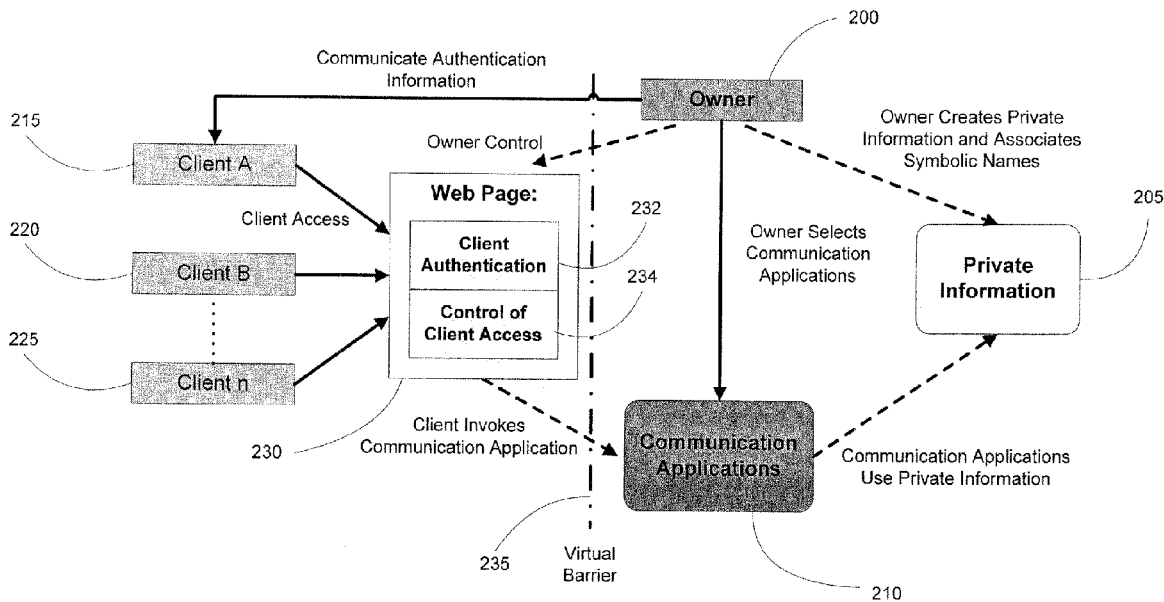 200
Communicate Authentication
Information
Owner
215
Client A
Owner Control
Owner Creates Private
Information and Associates
Symbolic Names
Web Page:
Client Access
232
205
220
Client B
Client
Authentication
Owner Selects
Communication
Applications
Private
Information
234
Control of
Client Access
225
Client n
230
Client Invokes
Communication Application
Communication
Applications
Communication Applications
Use Private Information
235
Virtual
Barrier
210